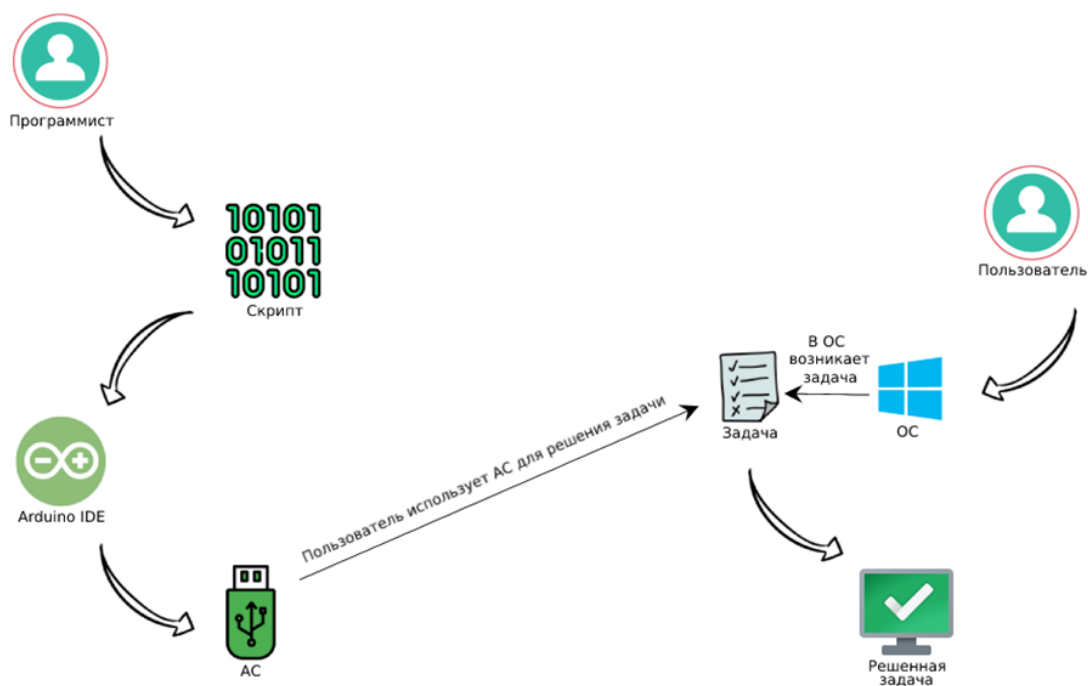 Программист
10101
01011
10101
Скрипт
Arduino IDE
АС
Пользователь использует АС для решения задачи
Пользователь
В ОС
возникает
задача
Задача
ОС
Решенная
задача